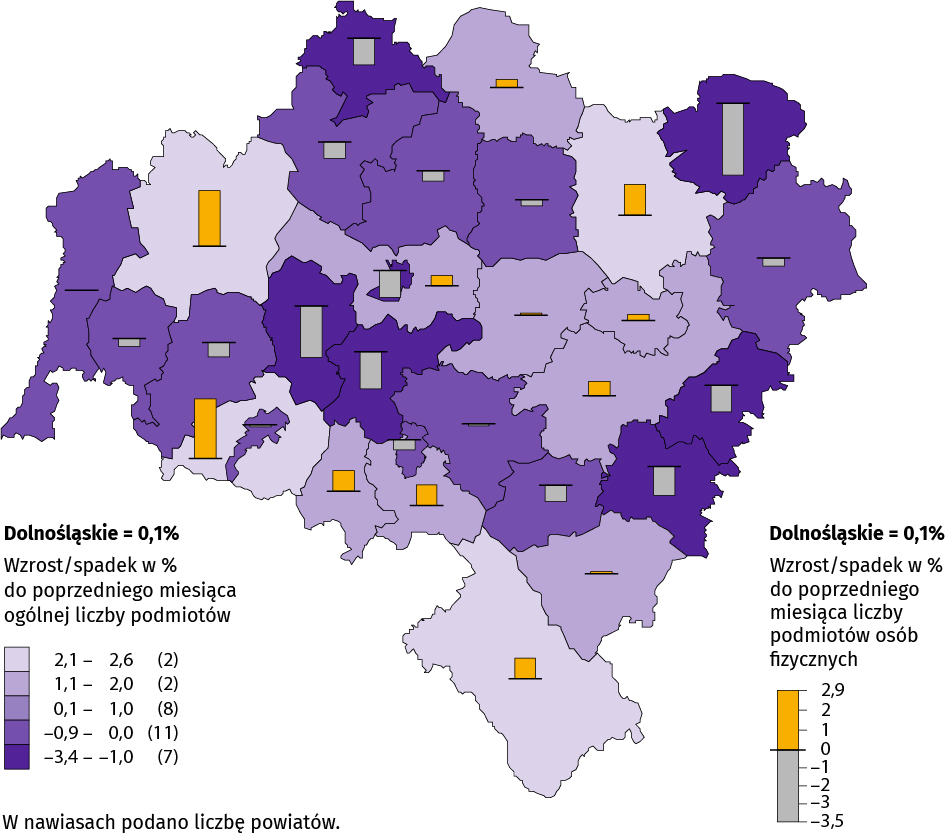 Dolnośląskie = 0,1%
Wzrost/spadek w %
do poprzedniego miesiąca
ogólnej liczby podmiotów
2,1 – 2,6 (2)
1,1 – 2,0 (2)
0,1 – 1,0 (8)
–0,9 – 0,0 (11)
–3,4 – –1,0 (7)
W nawiasach podano liczbę powiatów.
Dolnośląskie = 0,1%
Wzrost/spadek w %
do poprzedniego
miesiąca liczby
podmiotów osób
fizycznych
2,9
2
1
0
–1
–2
–3
–3,5